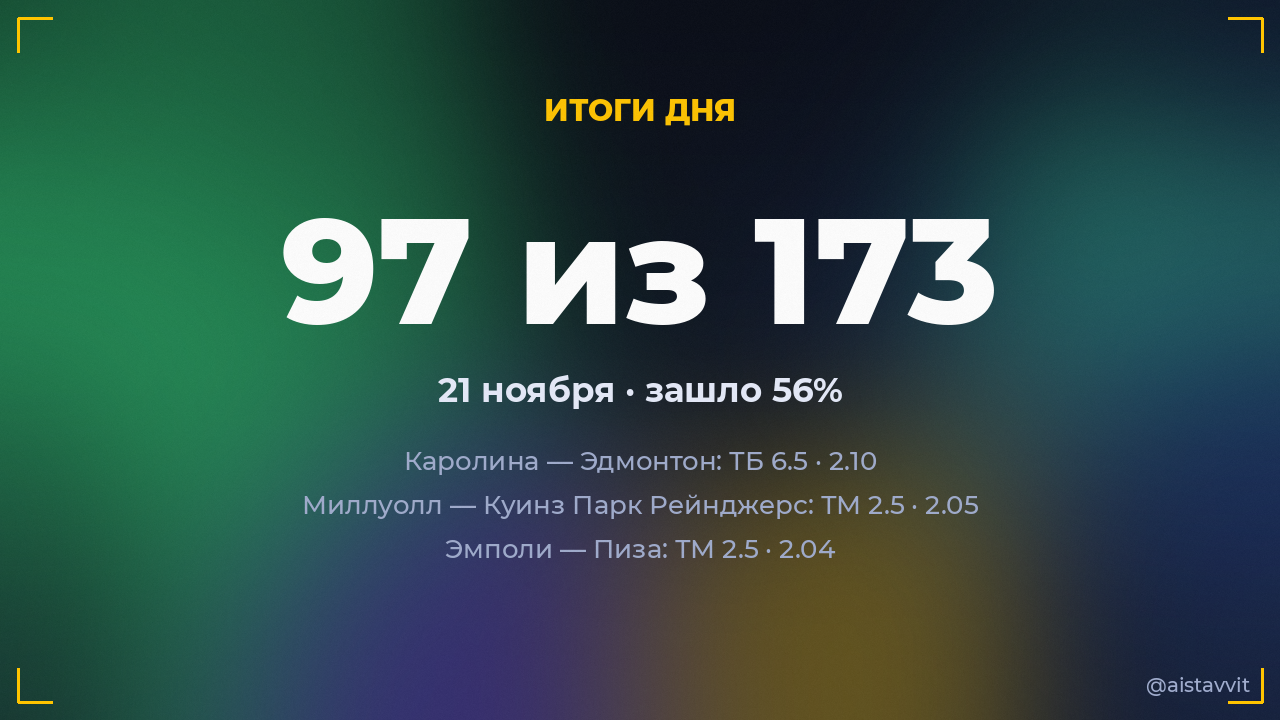 ИТОГИ ДНЯ
97 из 173
21 ноября · зашло 56%
Каролина — Эдмонтон: ТБ 6.5 · 2.10
Миллуолл — Куинз Парк Рейнджерс: ТМ 2.5 · 2.05
Эмполи — Пиза: ТМ 2.5 · 2.04
@aistavvit